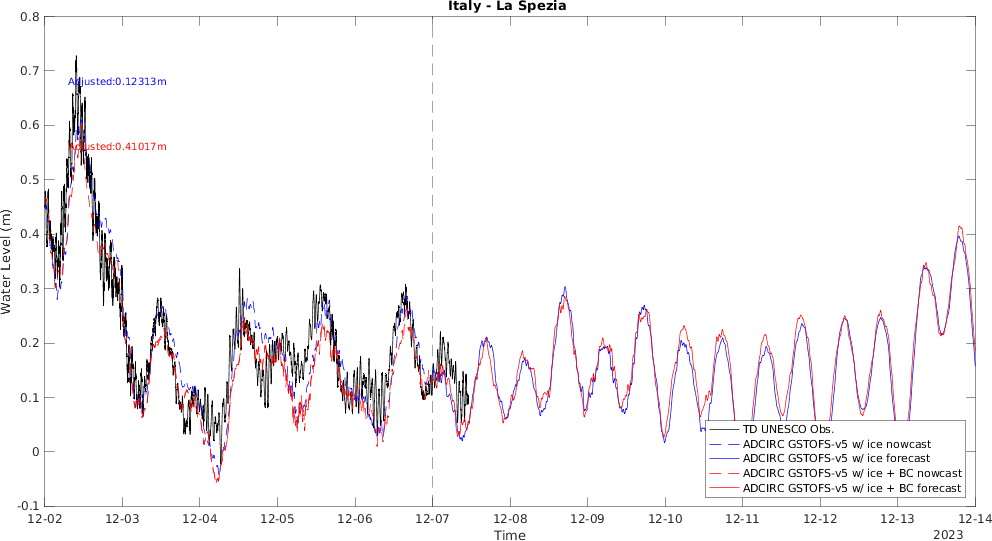 Italy - La Spezia
0.8
0.7
0.6
0.5
0.4
0.3
0.2
0.1
0
-0.1
Water Level (m)
Adjusted:0.12313m
Adjusted:0.41017m
TD UNESCO Obs.
ADCIRC GSTOFS-v5 w/ ice nowcast
ADCIRC GSTOFS-v5 w/ ice forecast
ADCIRC GSTOFS-v5 w/ ice + BC nowcast
ADCIRC GSTOFS-v5 w/ ice + BC forecast
12-02 12-03 12-04 12-05 12-06 12-07 12-08 12-09 12-10 12-11 12-12 12-13 12-14
Time
2023